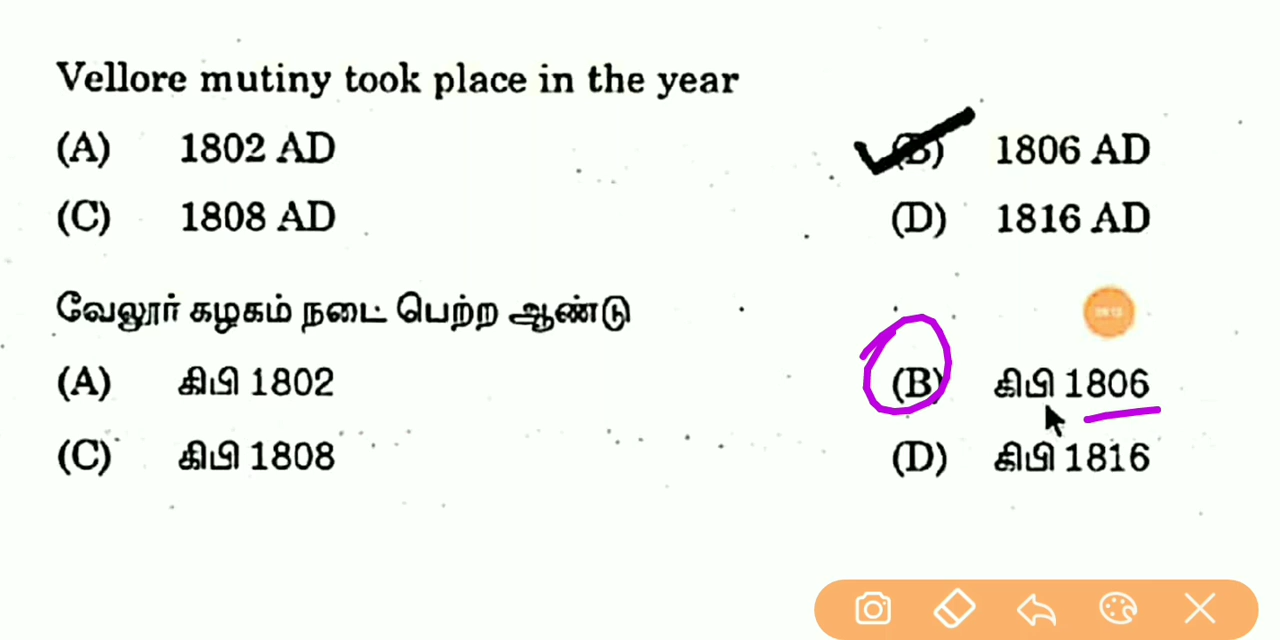 Vellore mutiny took place in the year
(A) 1802 AD (B) 1806 AD
(C) 1808 AD (D) 1816 AD
வேலூர் கழகம் நடை பெற்ற ஆண்டு
(A) கிபி 1802 (B) கிபி 1806
(C) கிபி 1808 (D) கிபி 1816